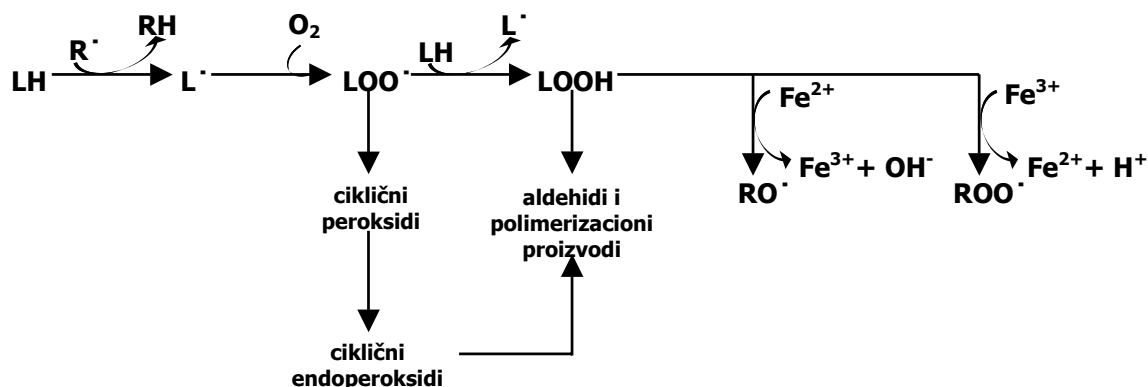 R˙ RH O₂ LH L˙
LH L˙ LOO˙ LOOH
Fe²⁺ Fe³⁺
Fe³⁺ + OH⁻ Fe²⁺ + H⁺
RO˙ ROO˙
ciklični
peroksidi
aldehidi i
polimerizacioni
proizvodi
ciklični
endoperoksidi